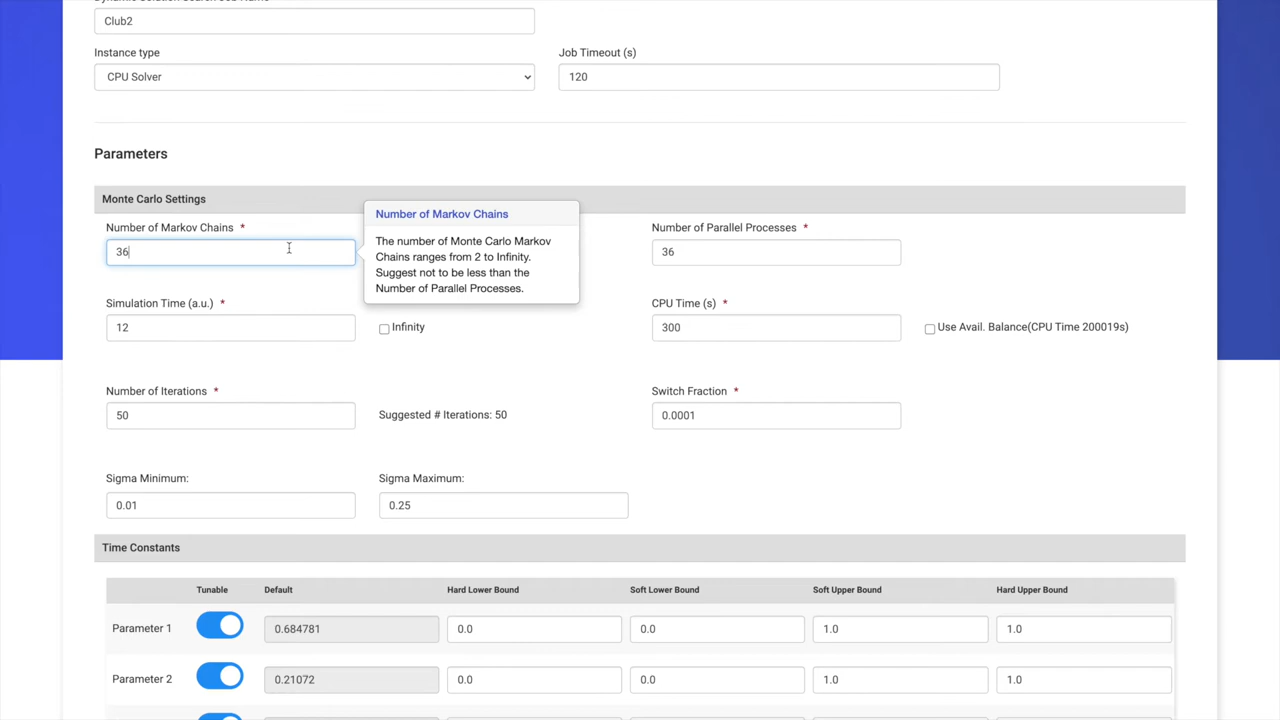 Dynamic Solution Search Job Name
Club2
Instance type
Job Timeout (s)
CPU Solver
120
Parameters
Monte Carlo Settings
Number of Markov Chains *
36
Number of Markov Chains
The number of Monte Carlo Markov
Chains ranges from 2 to Infinity.
Suggest not to be less than the
Number of Parallel Processes.
Number of Parallel Processes *
36
Simulation Time (a.u.) *
12
Infinity
CPU Time (s) *
300
Use Avail. Balance(CPU Time 200019s)
Number of Iterations *
50
Suggested # Iterations: 50
Switch Fraction *
0.0001
Sigma Minimum:
0.01
Sigma Maximum:
0.25
Time Constants
Tunable Default Hard Lower Bound Soft Lower Bound Soft Upper Bound Hard Upper Bound
Parameter 1 0.684781 0.0 0.0 1.0 1.0
Parameter 2 0.21072 0.0 0.0 1.0 1.0